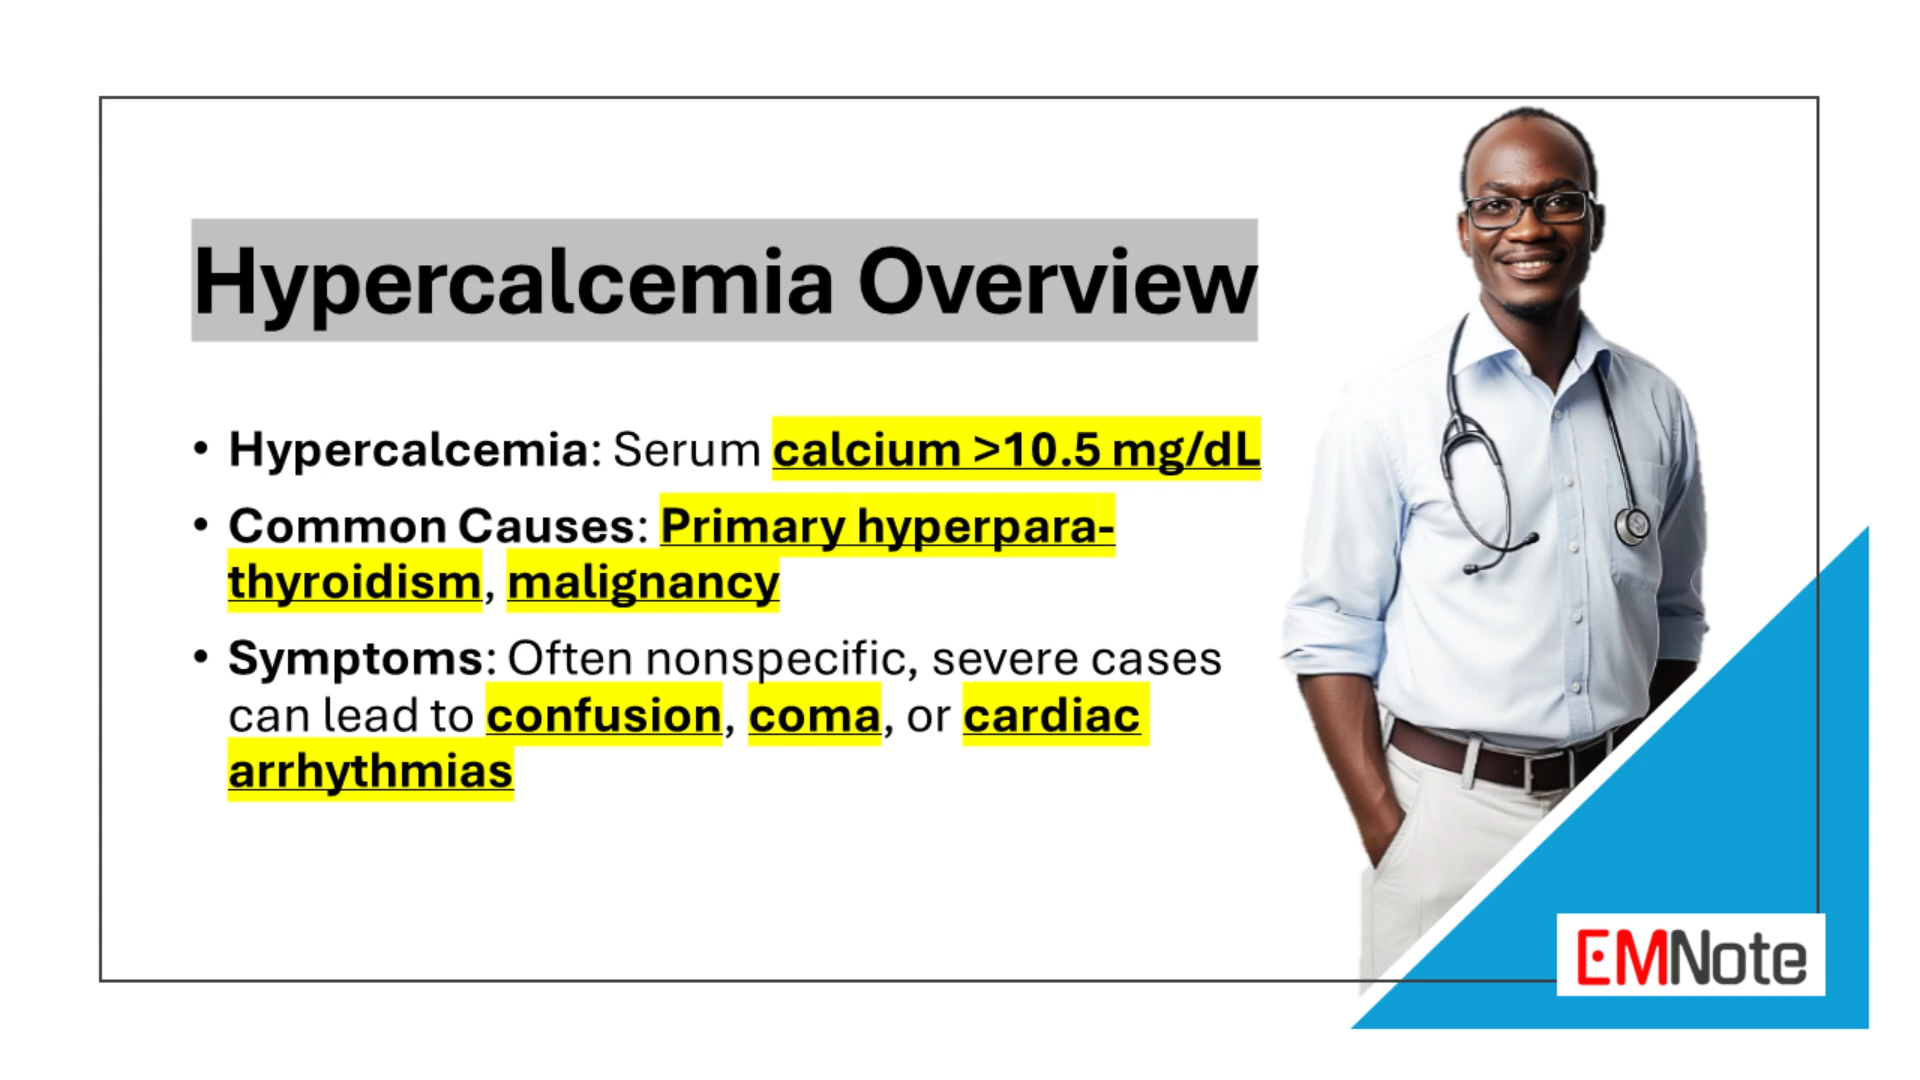 Hypercalcemia Overview
• Hypercalcemia: Serum calcium >10.5 mg/dL
• Common Causes: Primary hyperpara-
thyroidism, malignancy
• Symptoms: Often nonspecific, severe cases
can lead to confusion, coma, or cardiac
arrhythmias
EMNote